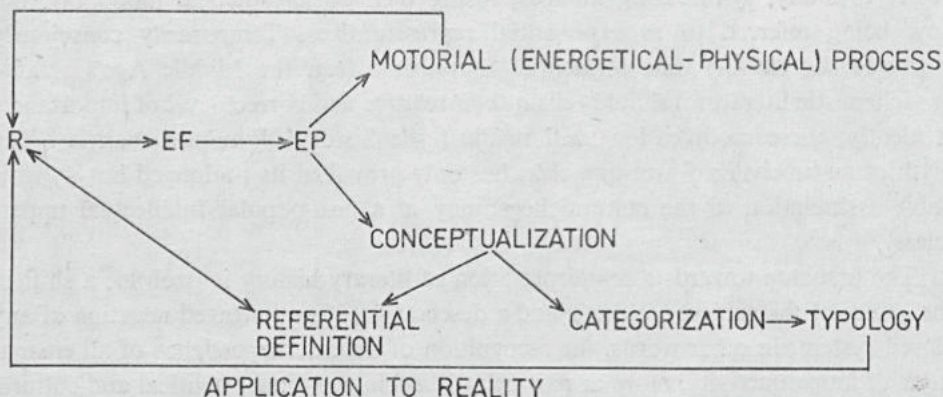 MOTORIAL (ENERGETICAL-PHYSICAL) PROCESS
R EF EP
CONCEPTUALIZATION
REFERENTIAL CATEGORIZATION TYPOLOGY
DEFINITION
APPLICATION TO REALITY